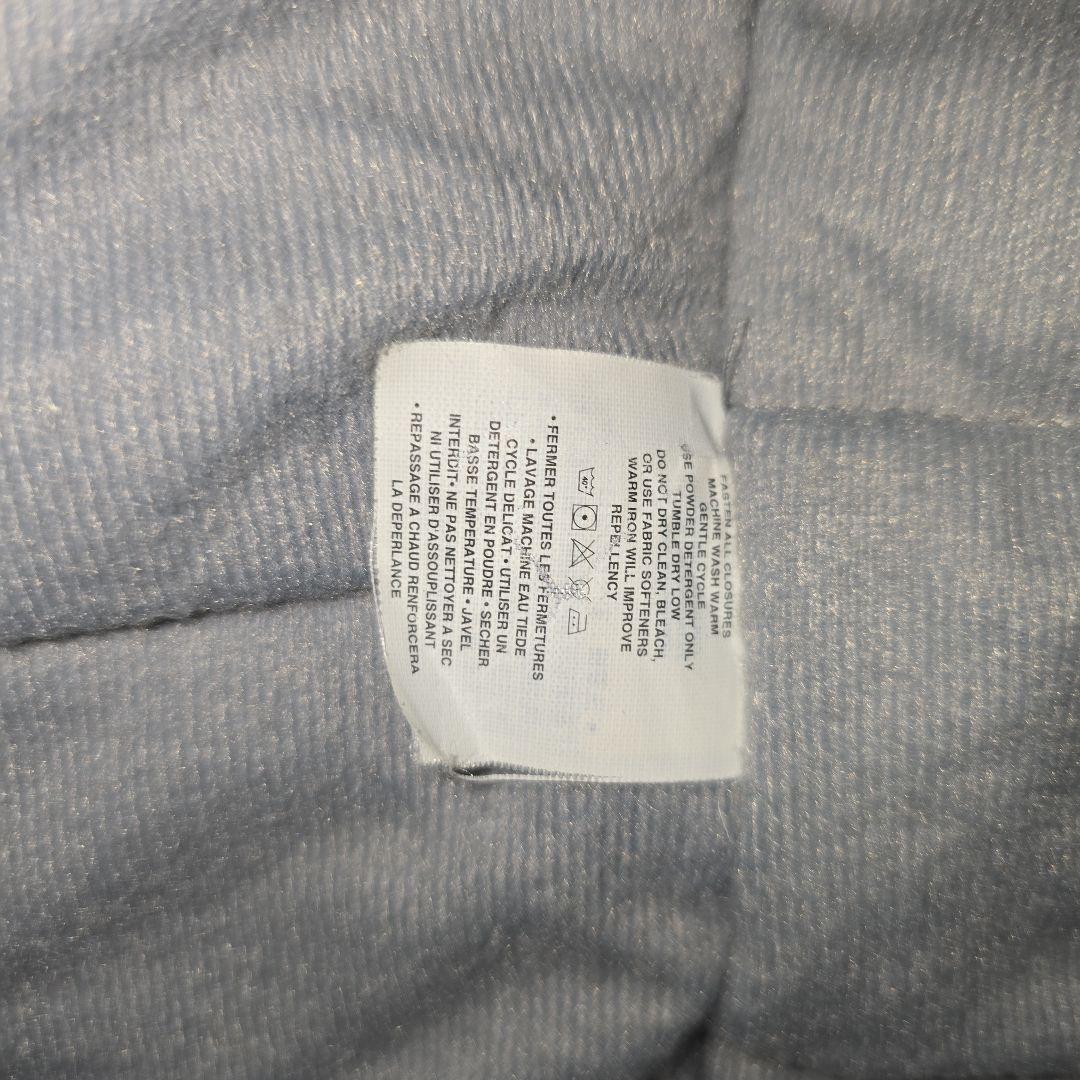 FASTEN ALL CLOSURES
MACHINE WASH WARM
GENTLE CYCLE
USE POWDER DETERGENT ONLY
TUMBLE DRY LOW
DO NOT DRY CLEAN, BLEACH,
OR USE FABRIC SOFTENERS
WARM IRON WILL IMPROVE
REPELLENCY
40°
• FERMER TOUTES LES FERMETURES
• LAVAGE MACHINE EAU TIEDE
CYCLE DELICAT • UTILISER UN
DETERGENT EN POUDRE • SECHER
BASSE TEMPERATURE • JAVEL
INTERDIT • NE PAS NETTOYER A SEC
NI UTILISER D'ASSOUPLISSANT
• REPASSAGE A CHAUD RENFORCERA
LA DEPERLANCE